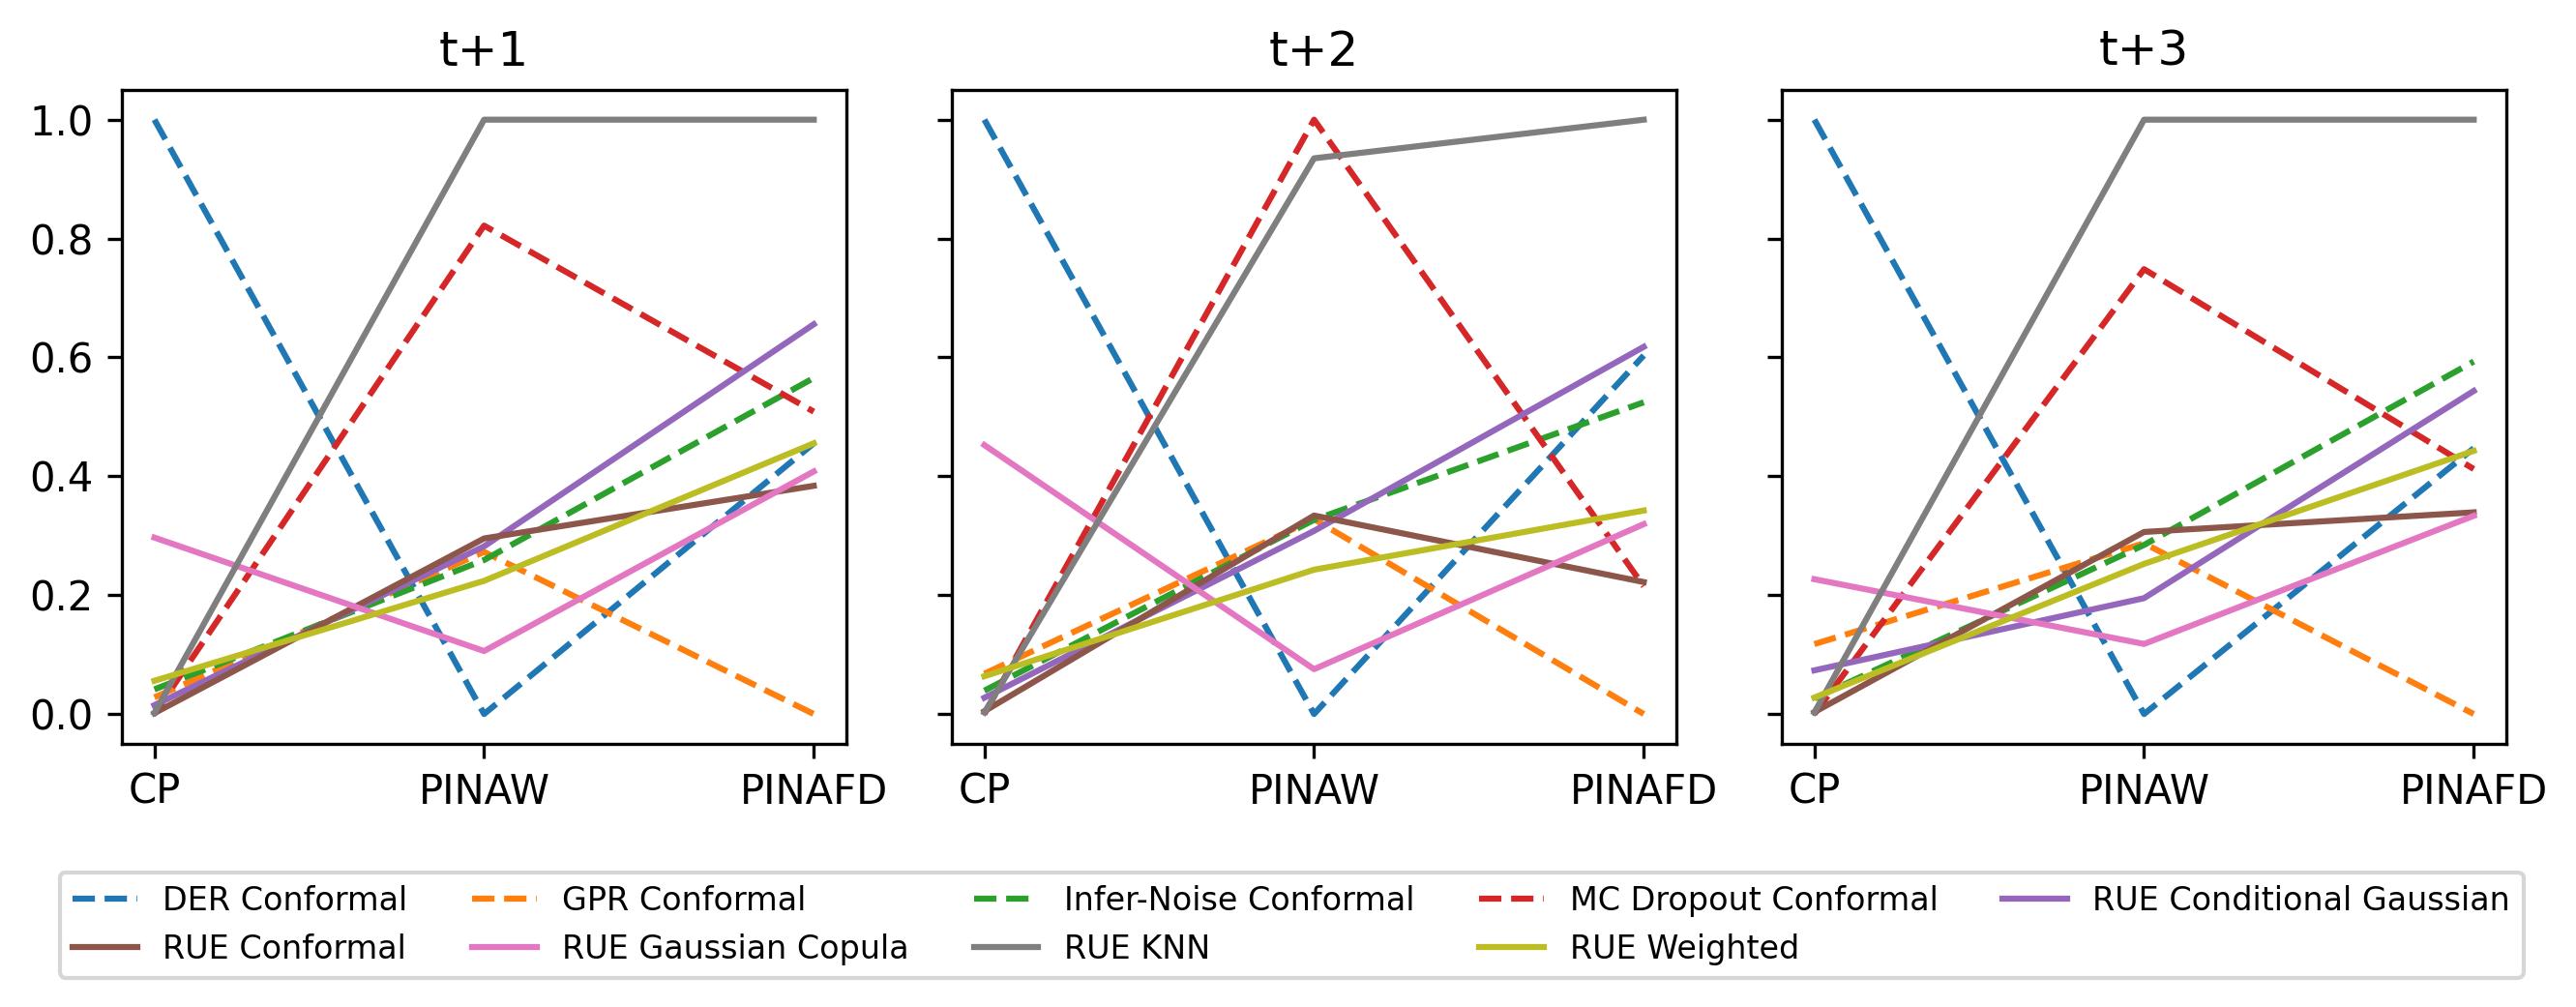 t+1 t+2 t+3
1.0
0.8
0.6
0.4
0.2
0.0
CP PINAW PINAFD CP PINAW PINAFD CP PINAW PINAFD
DER Conformal GPR Conformal Infer-Noise Conformal MC Dropout Conformal RUE Conditional Gaussian
RUE Conformal RUE Gaussian Copula RUE KNN RUE Weighted